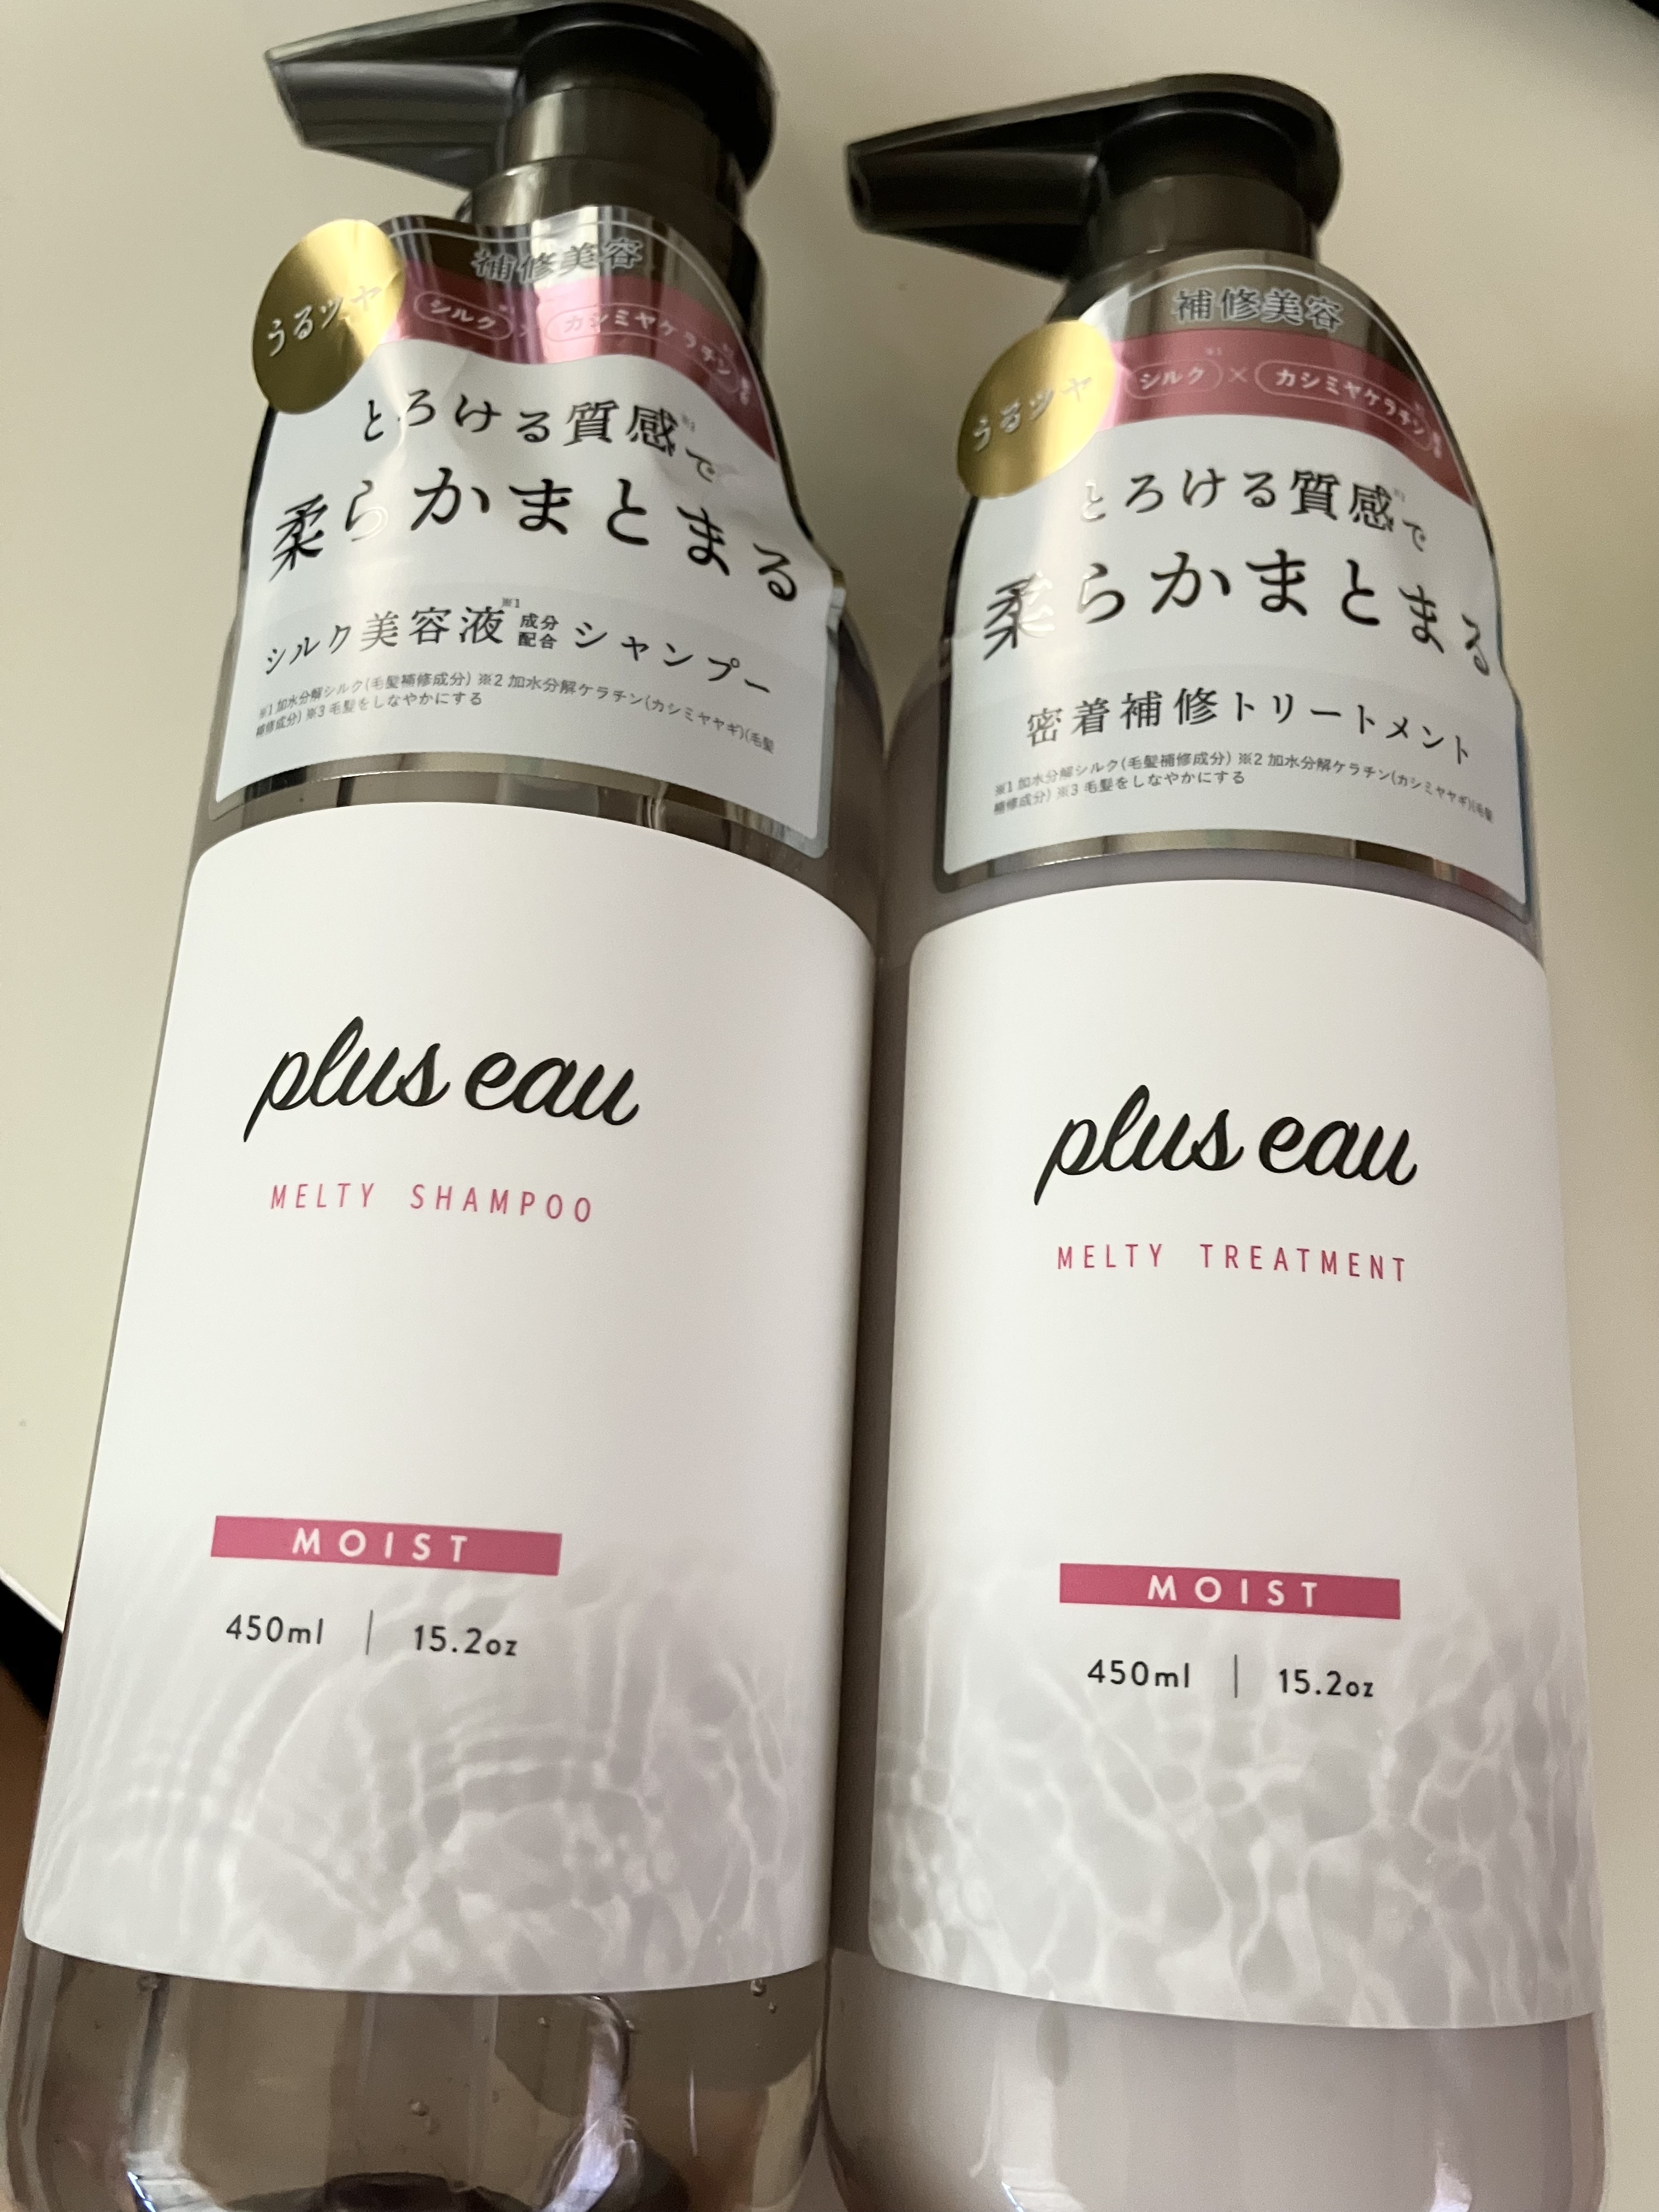 補修美容
うるツヤ
シルク × カシミヤケラチン
とろける質感※3で
柔らかまとまる
シルク美容液※1 成分配合 シャンプー
※1 加水分解シルク(毛髪補修成分) ※2 加水分解ケラチン(カシミヤヤギ)(毛髪
補修成分) ※3 毛髪をしなやかにする
plus eau
MELTY SHAMPOO
MOIST
450ml | 15.2oz
補修美容
うるツヤ
シルク※1 × カシミヤケラチン
とろける質感※3で
柔らかまとまる
密着補修トリートメント
※1 加水分解シルク(毛髪補修成分) ※2 加水分解ケラチン(カシミヤヤギ)(毛髪
補修成分) ※3 毛髪をしなやかにする
plus eau
MELTY TREATMENT
MOIST
450ml | 15.2oz